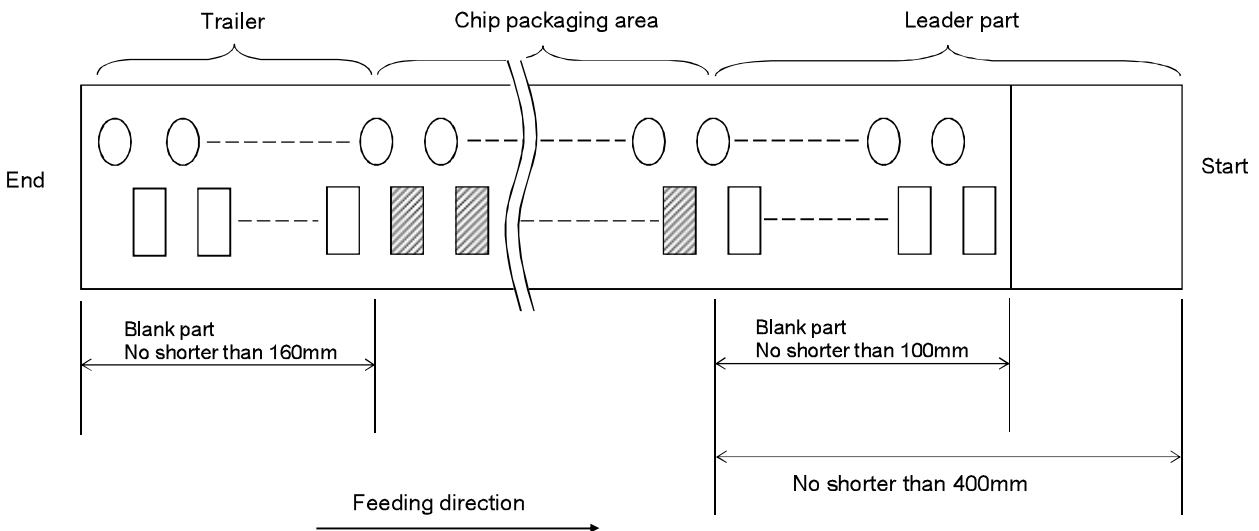 Trailer
Chip packaging area
Leader part
End
Start
Blank part
No shorter than 160mm
Blank part
No shorter than 100mm
No shorter than 400mm
Feeding direction